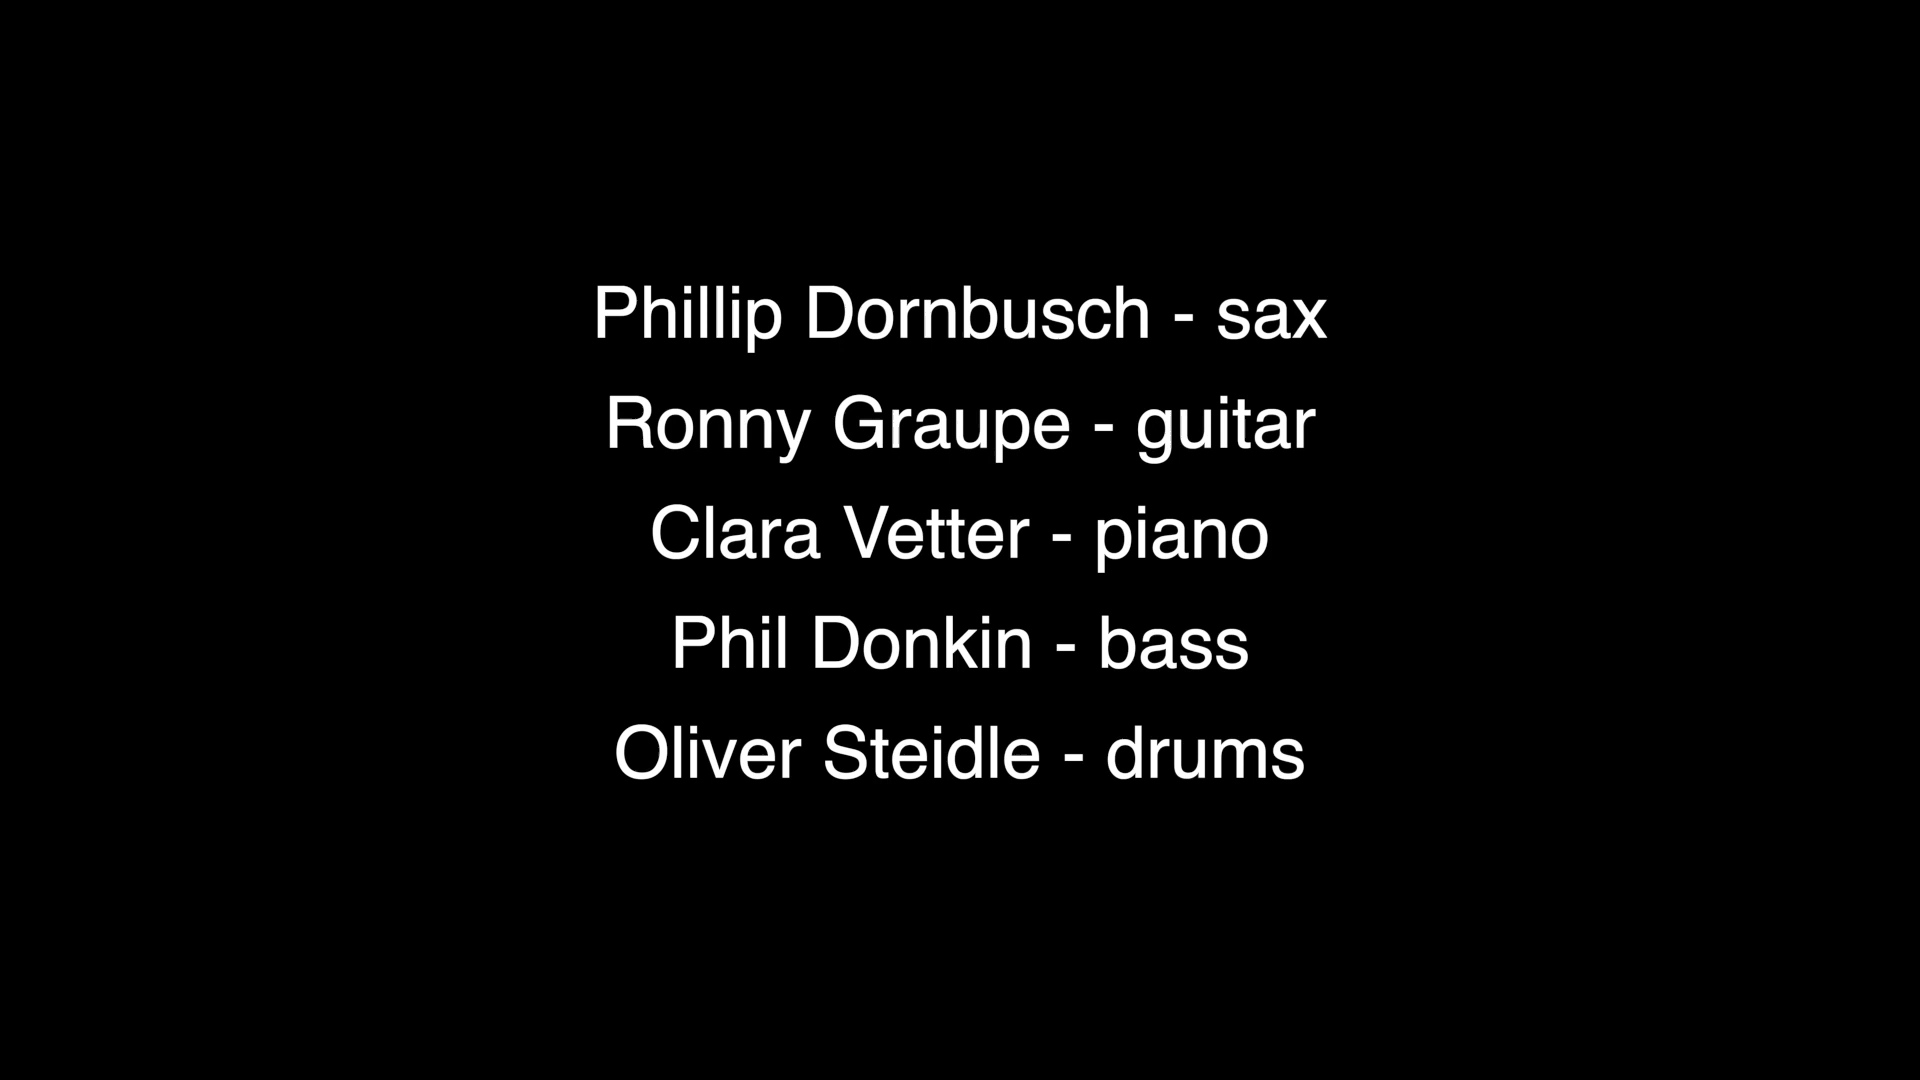 Phillip Dornbusch - sax
Ronny Graupe - guitar
Clara Vetter - piano
Phil Donkin - bass
Oliver Steidle - drums